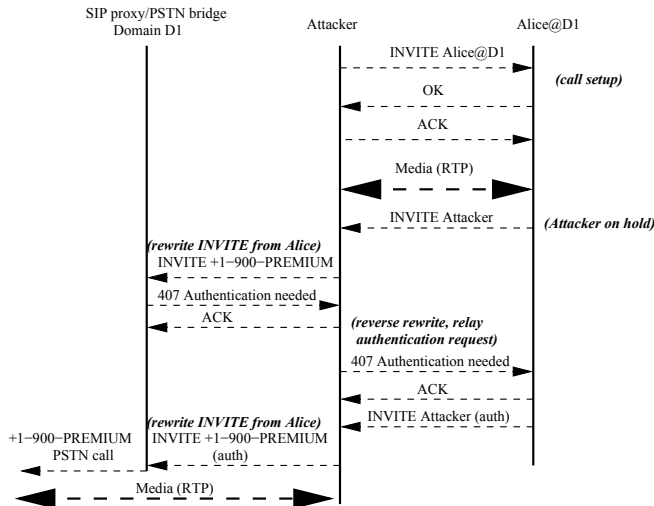 SIP proxy/PSTN bridge
Domain D1
Attacker
Alice@D1
INVITE Alice@D1
(call setup)
OK
ACK
Media (RTP)
INVITE Attacker
(Attacker on hold)
(rewrite INVITE from Alice)
INVITE +1−900−PREMIUM
407 Authentication needed
ACK
(reverse rewrite, relay
authentication request)
407 Authentication needed
ACK
INVITE Attacker (auth)
(rewrite INVITE from Alice)
INVITE +1−900−PREMIUM
(auth)
+1−900−PREMIUM
PSTN call
Media (RTP)